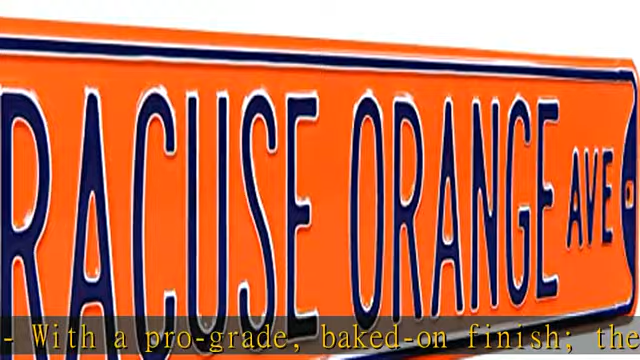 RACUSE ORANGE AVE
- With a pro-grade, baked-on finish; the